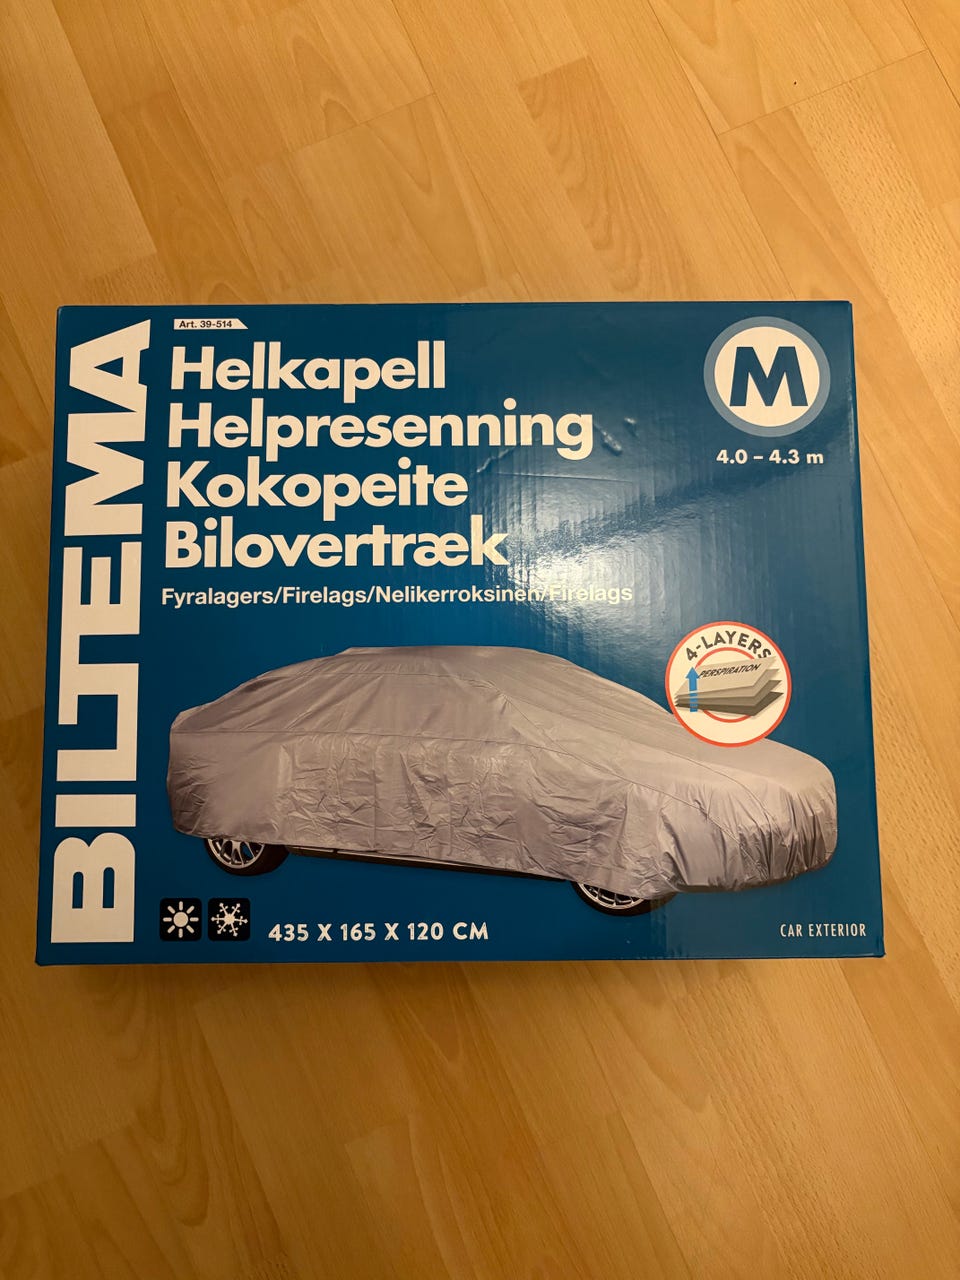 BILTEMA
Art. 39-514
Helkapell
Helpresenning
Kokopeite
Bilovertræk
Fyralagers/Firelags/Nelikerroksinen/Firelags
M
4.0 – 4.3 m
4-LAYERS
PERSPIRATION
435 X 165 X 120 CM
CAR EXTERIOR